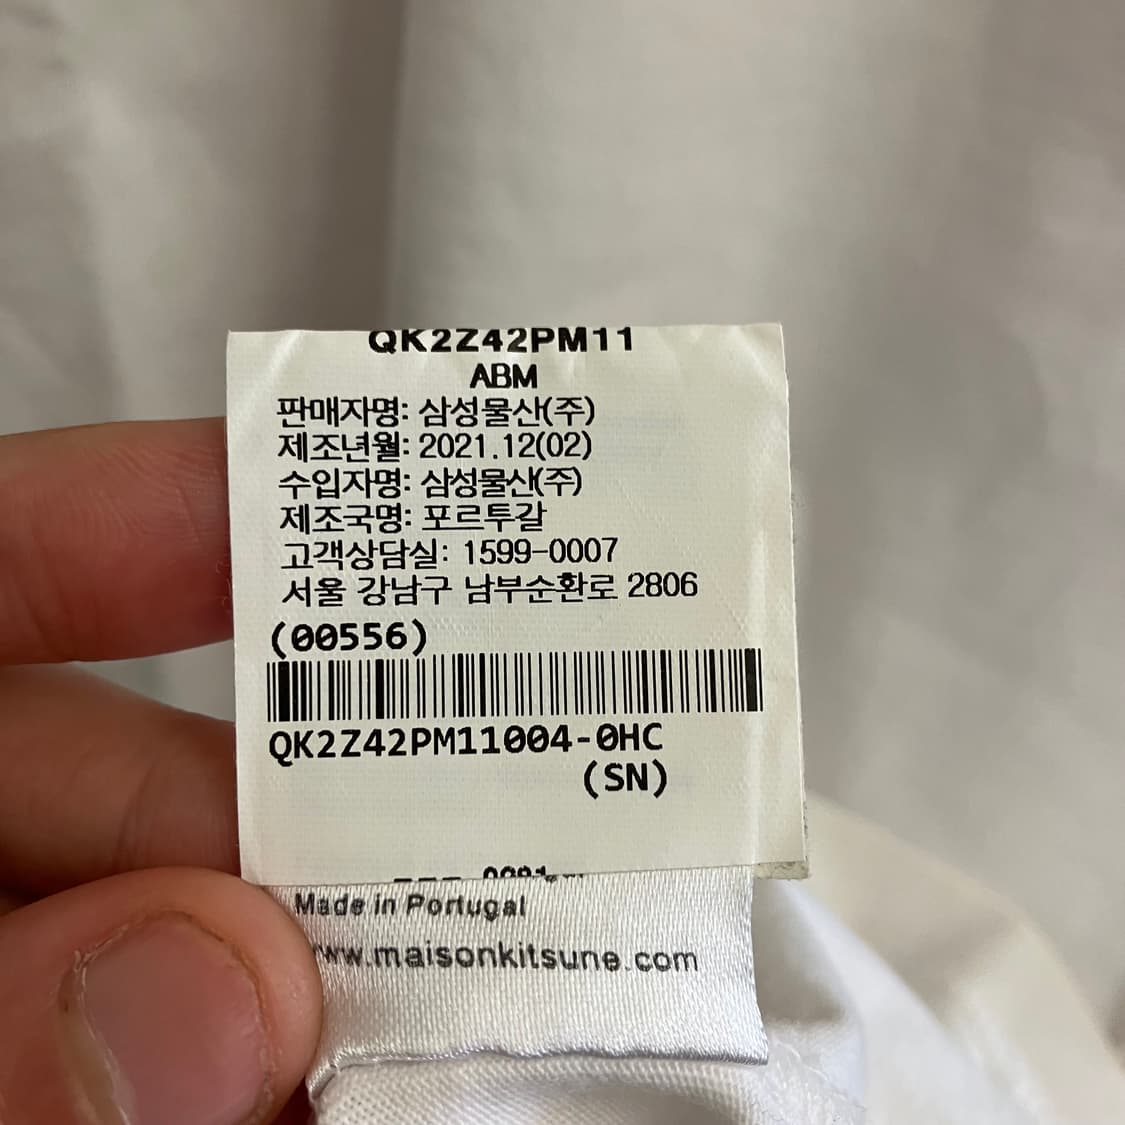 QK2Z42PM11
ABM
판매자명: 삼성물산(주)
제조년월: 2021.12(02)
수입자명: 삼성물산(주)
제조국명: 포르투갈
고객상담실: 1599-0007
서울 강남구 남부순환로 2806
(00556)
QK2Z42PM11004-0HC
(SN)
Made in Portugal
www.maisonkitsune.com